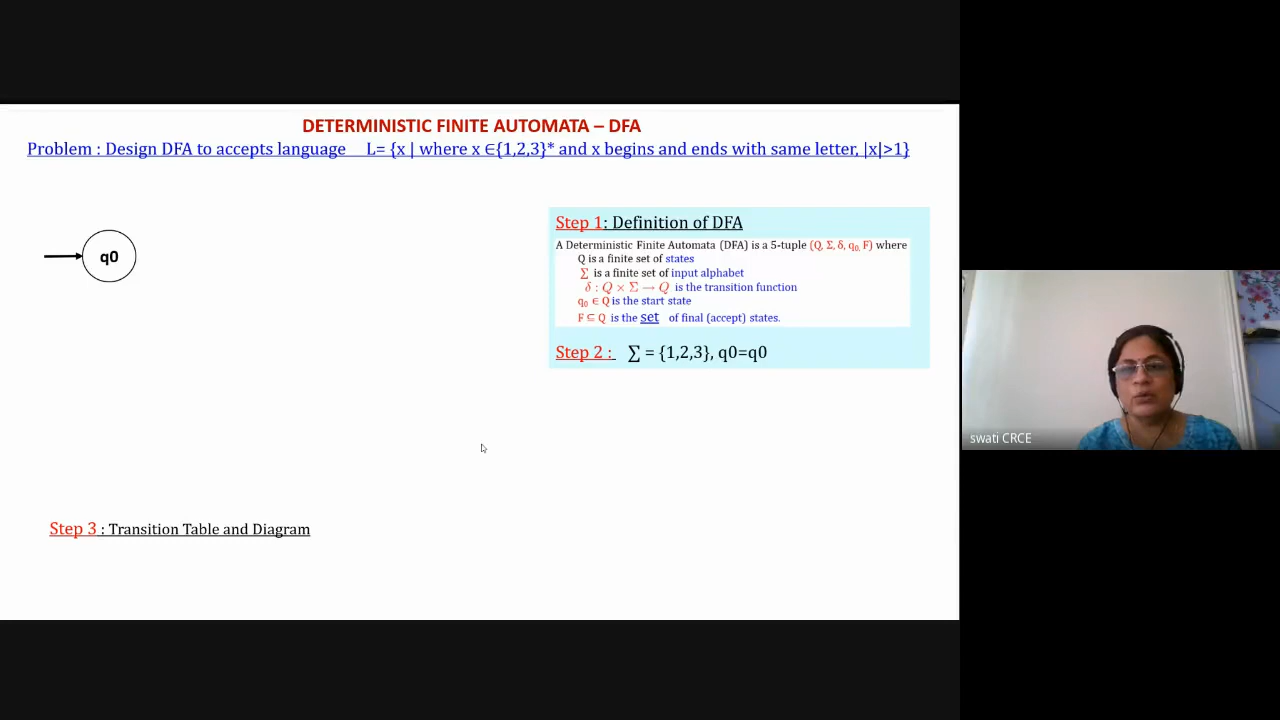 DETERMINISTIC FINITE AUTOMATA – DFA
Problem : Design DFA to accepts language L= {x | where x ∈{1,2,3}* and x begins and ends with same letter, |x|>1}
q0
Step 1: Definition of DFA
A Deterministic Finite Automata (DFA) is a 5-tuple (Q, Σ, δ, q₀, F) where
Q is a finite set of states
Σ is a finite set of input alphabet
δ : Q × Σ → Q is the transition function
q₀ ∈ Q is the start state
F ⊆ Q is the set of final (accept) states.
Step 2 : ∑ = {1,2,3}, q0=q0
Step 3 : Transition Table and Diagram
swati CRCE